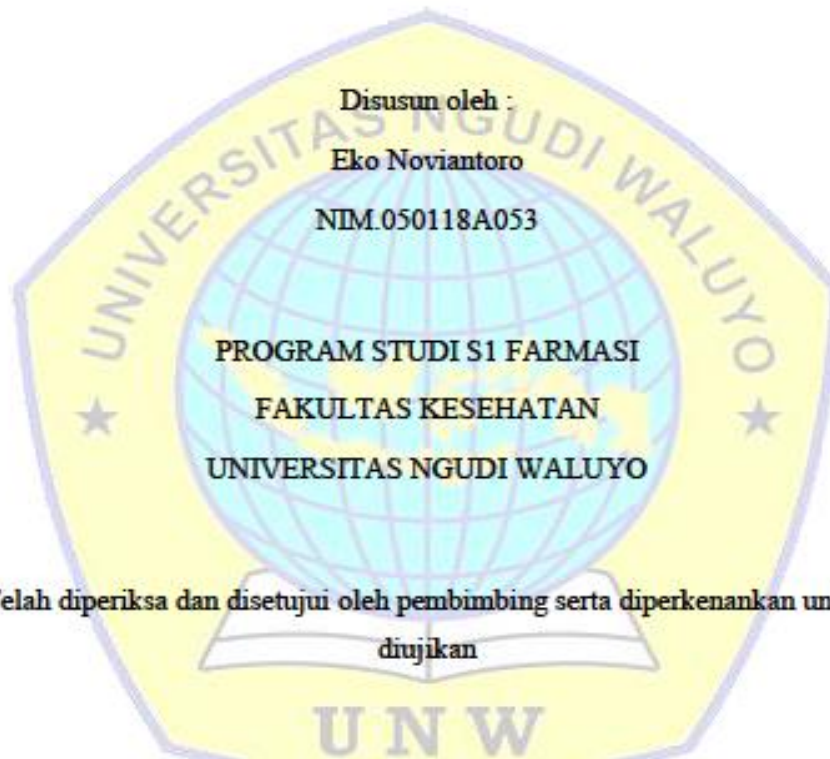 Disusun oleh :
UNIVERSITAS NGUDI WALUYO
Eko Noviantoro
NIM.050118A053
PROGRAM STUDI S1 FARMASI
FAKULTAS KESEHATAN
UNIVERSITAS NGUDI WALUYO
elah diperiksa dan disetujui oleh pembimbing serta diperkenankan un
diujikan
UNW